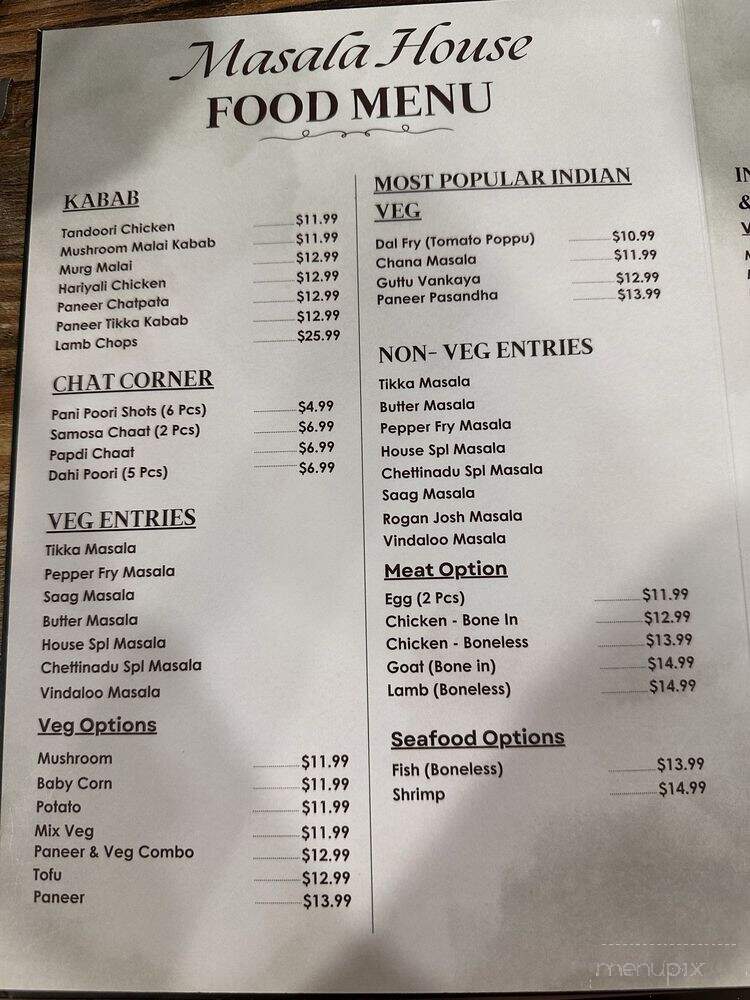 Masala House
FOOD MENU
KABAB
Tandoori Chicken $11.99
Mushroom Malai Kabab $11.99
Murg Malai $12.99
Hariyali Chicken $12.99
Paneer Chatpata $12.99
Paneer Tikka Kabab $12.99
Lamb Chops $25.99
CHAT CORNER
Pani Poori Shots (6 Pcs) $4.99
Samosa Chaat (2 Pcs) $6.99
Papdi Chaat $6.99
Dahi Poori (5 Pcs) $6.99
VEG ENTRIES
Tikka Masala
Pepper Fry Masala
Saag Masala
Butter Masala
House Spl Masala
Chettinadu Spl Masala
Vindaloo Masala
Veg Options
Mushroom $11.99
Baby Corn $11.99
Potato $11.99
Mix Veg $11.99
Paneer & Veg Combo $12.99
Tofu $12.99
Paneer $13.99
MOST POPULAR INDIAN
VEG
Dal Fry (Tomato Poppu) $10.99
Chana Masala $11.99
Guttu Vankaya $12.99
Paneer Pasandha $13.99
NON- VEG ENTRIES
Tikka Masala
Butter Masala
Pepper Fry Masala
House Spl Masala
Chettinadu Spl Masala
Saag Masala
Rogan Josh Masala
Vindaloo Masala
Meat Option
Egg (2 Pcs) $11.99
Chicken - Bone In $12.99
Chicken - Boneless $13.99
Goat (Bone in) $14.99
Lamb (Boneless) $14.99
Seafood Options
Fish (Boneless) $13.99
Shrimp $14.99
menupix